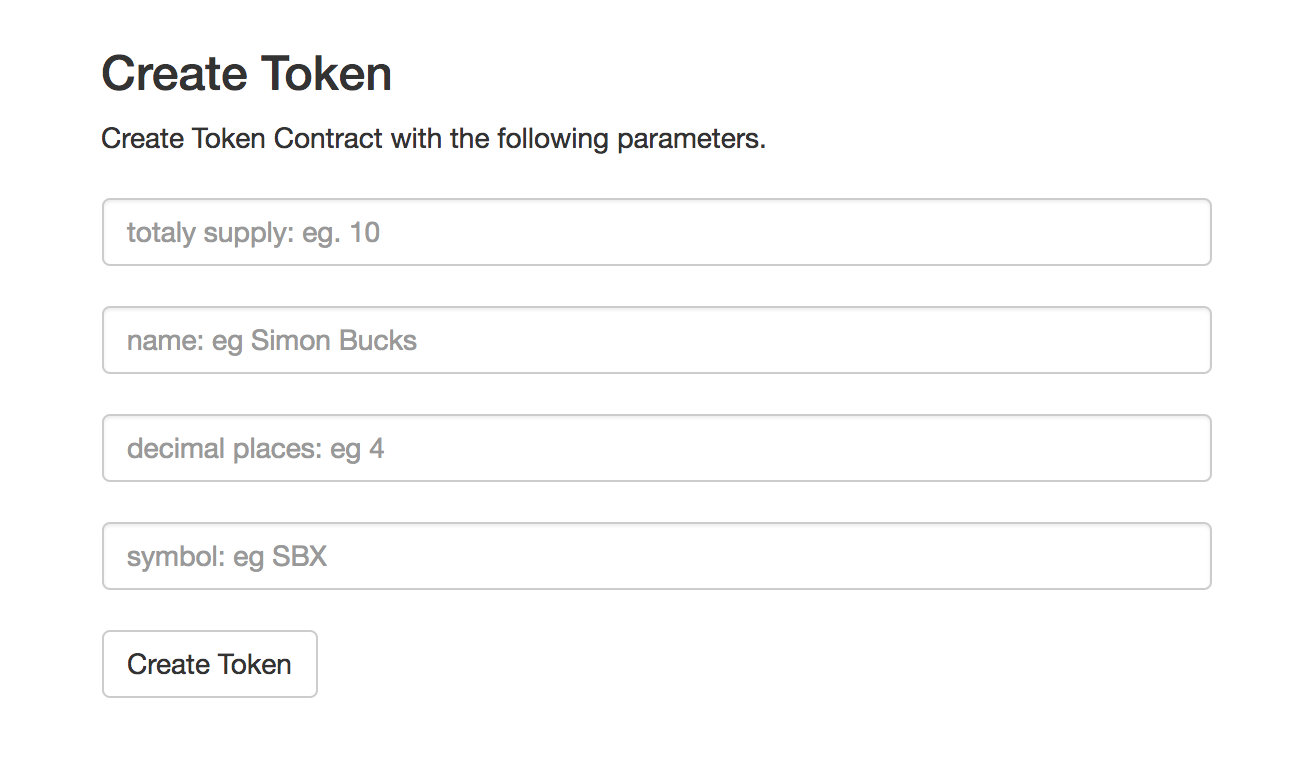 Create Token
Create Token Contract with the following parameters.
totaly supply: eg. 10
name: eg Simon Bucks
decimal places: eg 4
symbol: eg SBX
Create Token